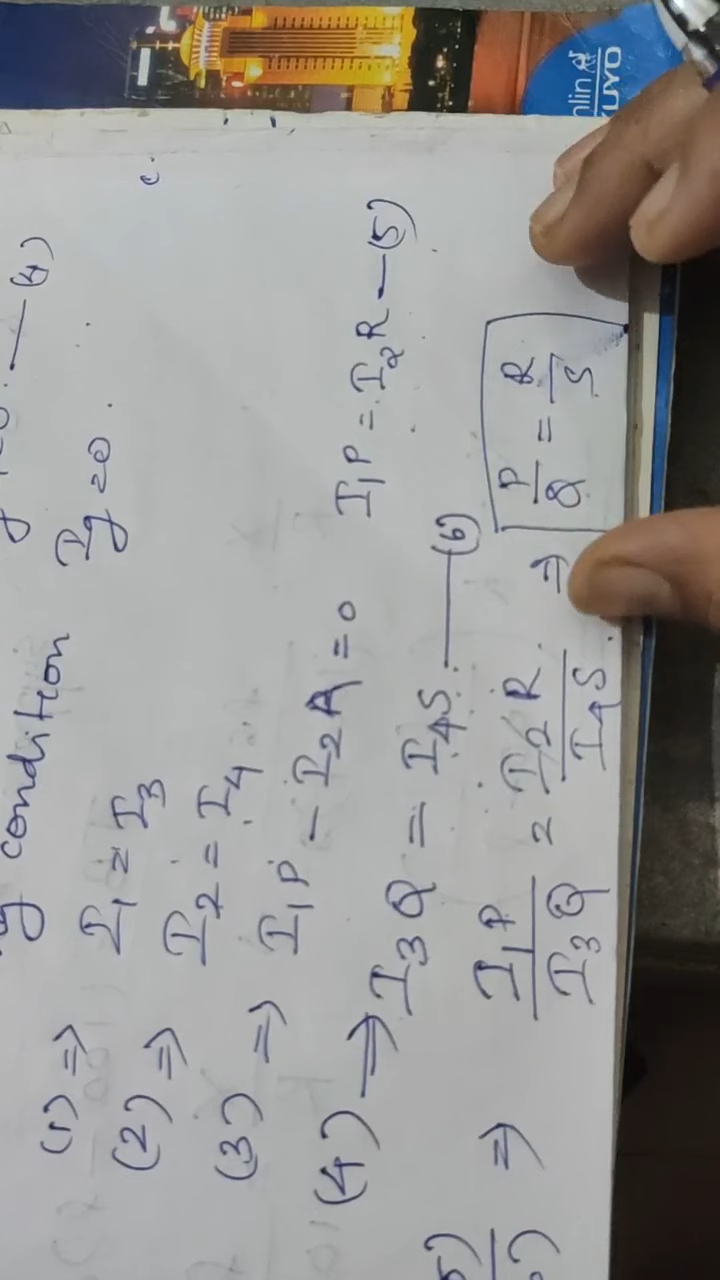 — (4)
condition Ig = 0.
(1) ⇒ I1 = I3
(2) ⇒ I2 = I4
(3) ⇒ I1P - I2R = 0 I1P = I2R —(5)
(4) ⇒ I3Q = I4S —(6)
⇒ I1P/I3Q = I2R/I4S. ⇒ P/Q = R/S